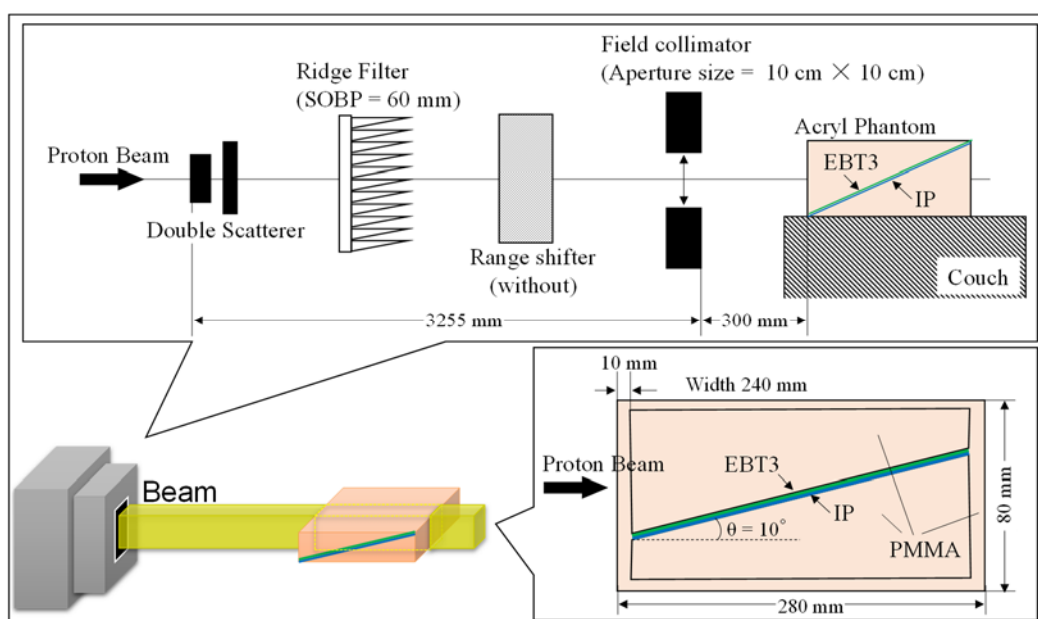 Field collimator
(Aperture size = 10 cm × 10 cm)
Ridge Filter
(SOBP = 60 mm)
Acryl Phantom
Proton Beam
EBT3
IP
Double Scatterer
Range shifter
(without)
Couch
3255 mm
300 mm
10 mm
Width 240 mm
Proton Beam
EBT3
IP
θ = 10°
PMMA
80 mm
280 mm
Beam